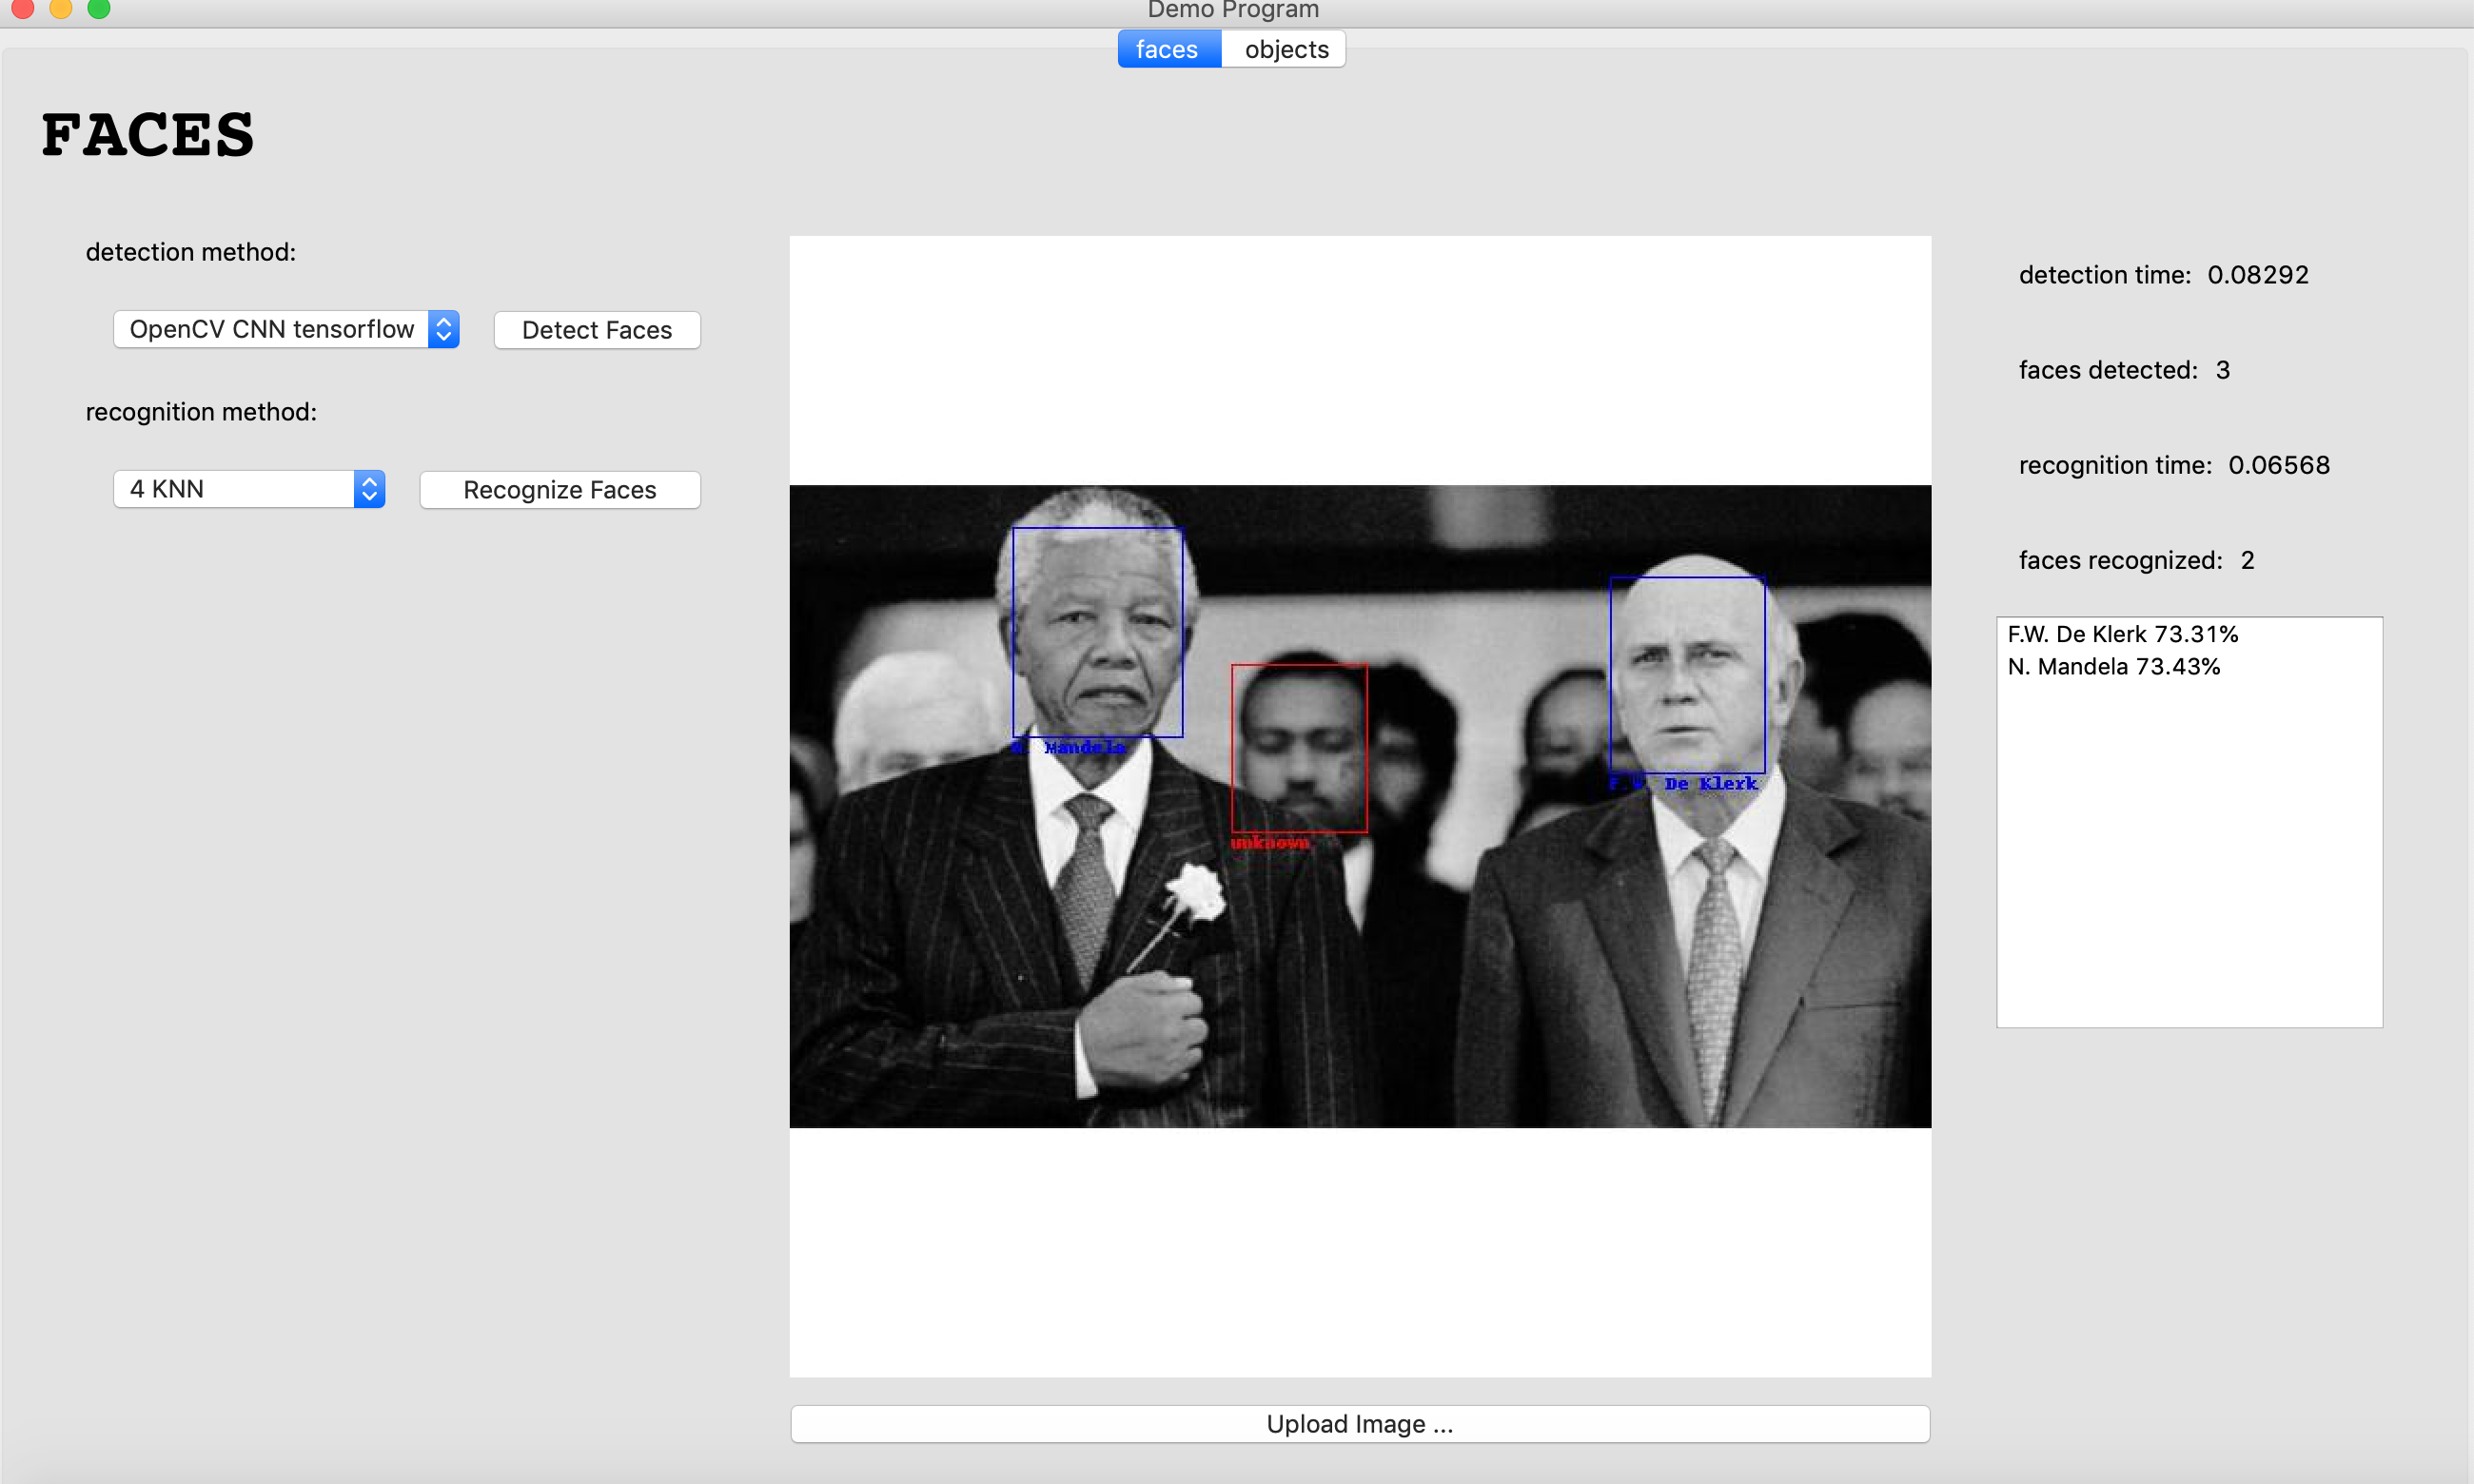 Demo Program
faces
objects
FACES
detection method:
OpenCV CNN tensorflow
Detect Faces
recognition method:
4 KNN
Recognize Faces
N. Mandela
unknown
F.W. De Klerk
detection time: 0.08292
faces detected: 3
recognition time: 0.06568
faces recognized: 2
F.W. De Klerk 73.31%
N. Mandela 73.43%
Upload Image ...